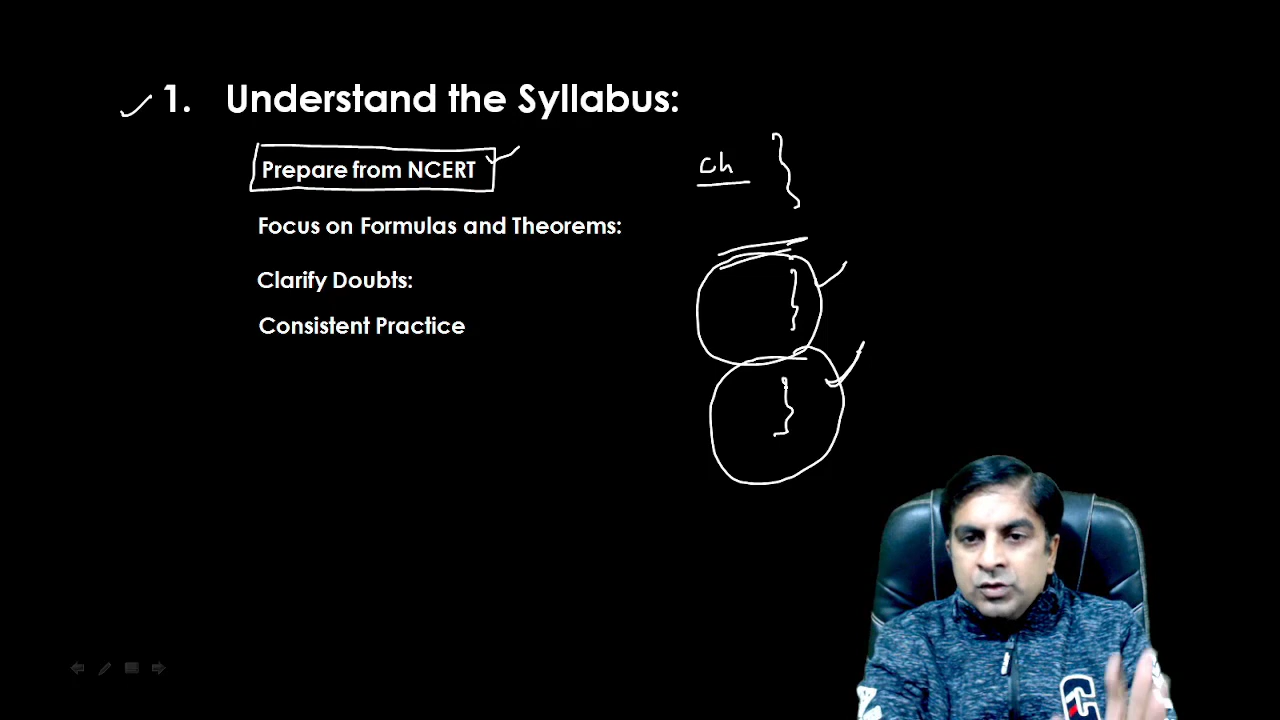 1. Understand the Syllabus:
Prepare from NCERT
ch
Focus on Formulas and Theorems:
Clarify Doubts:
Consistent Practice